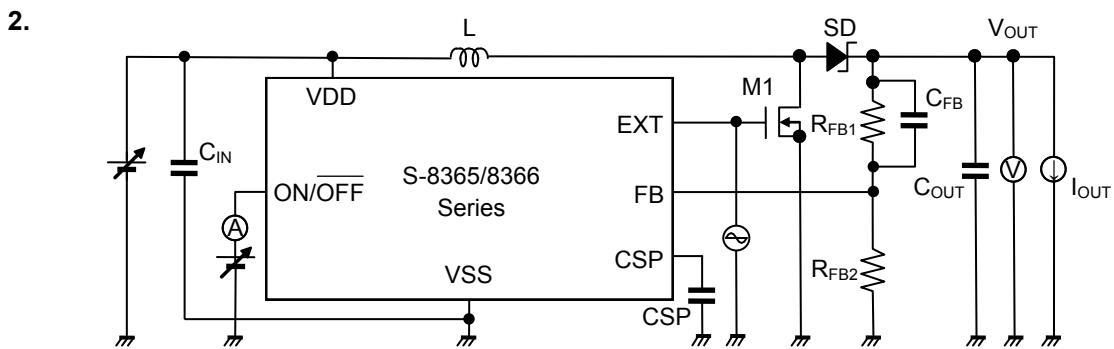 2.
L
SD
VOUT
VDD
M1
CFB
EXT
RFB1
CIN
S-8365/8366
Series
ON/OFF
FB
COUT
V
IOUT
A
CSP
RFB2
VSS
CSP